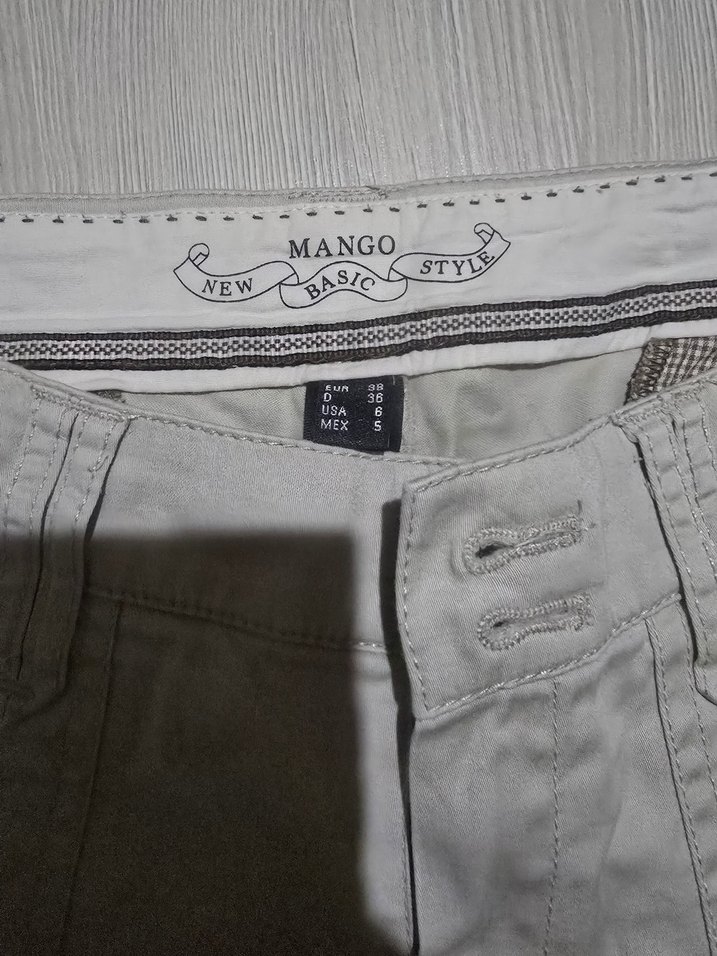 MANGO
NEW BASIC STYLE
EUR 38
D 36
USA 6
MEX 5